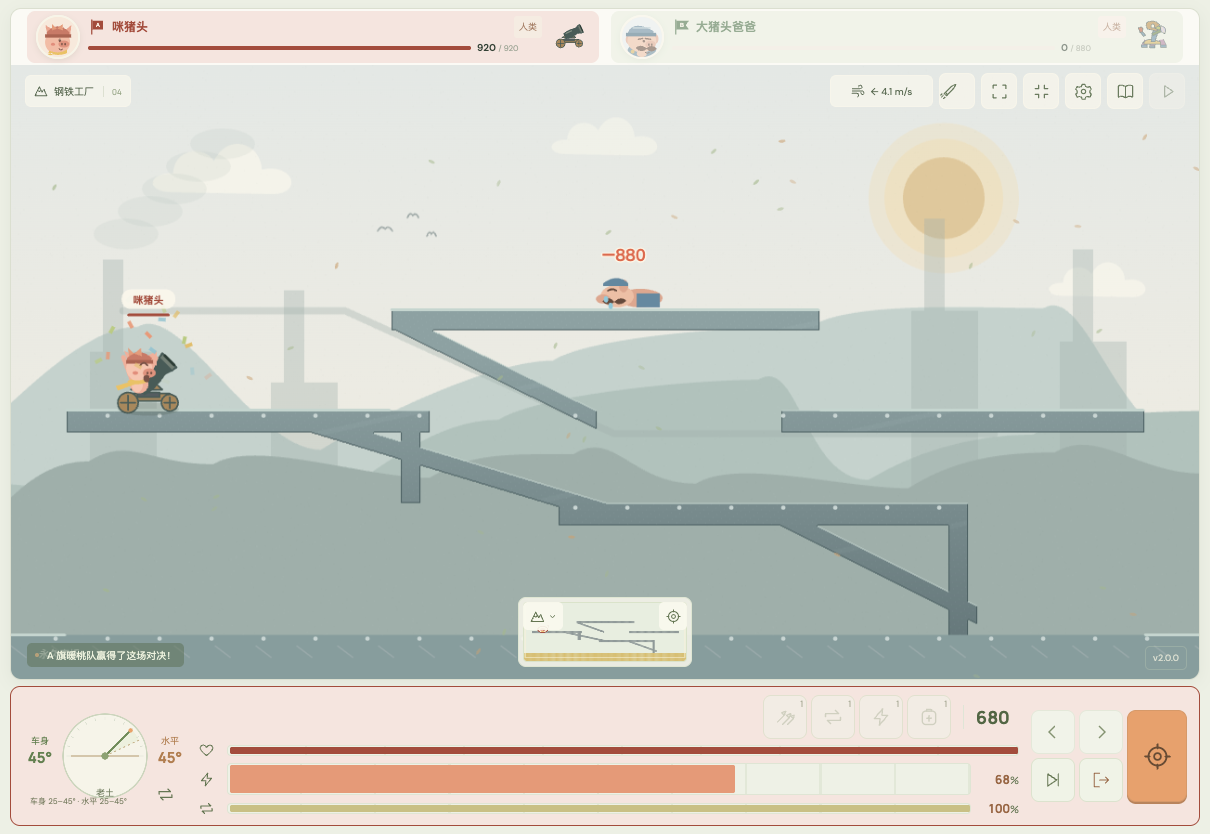 咪猪头
人类
920 / 920
大猪头爸爸
人类
0 / 880
钢铁工厂 04
← 4.1 m/s
−880
咪猪头
A 旗暖桃队赢得了这场对决!
v2.0.0
1
1
1
1
680
车身
45°
水平
45°
老土
车身 25–45° · 水平 25–45°
68%
100%